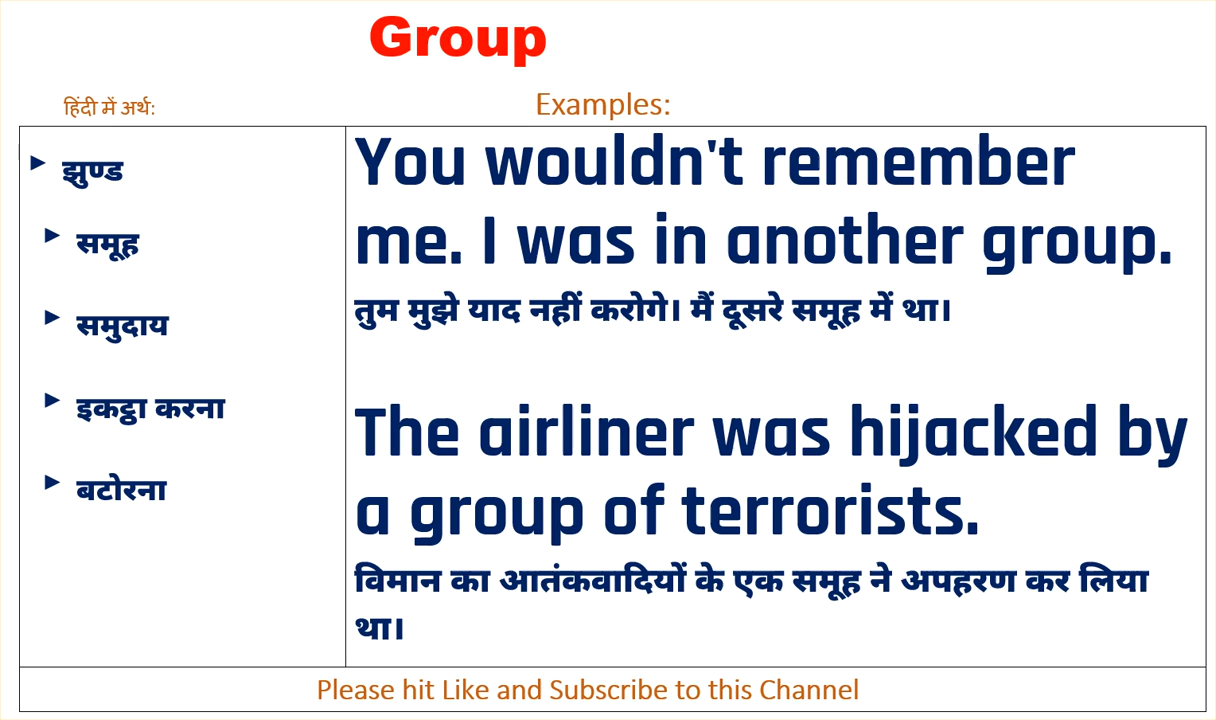 Group
हिंदी में अर्थ:
Examples:
झुण्ड
समूह
समुदाय
इकट्ठा करना
बटोरना
You wouldn't remember
me. I was in another group.
तुम मुझे याद नहीं करोगे। मैं दूसरे समूह में था।
The airliner was hijacked by
a group of terrorists.
विमान का आतंकवादियों के एक समूह ने अपहरण कर लिया
था।
Please hit Like and Subscribe to this Channel